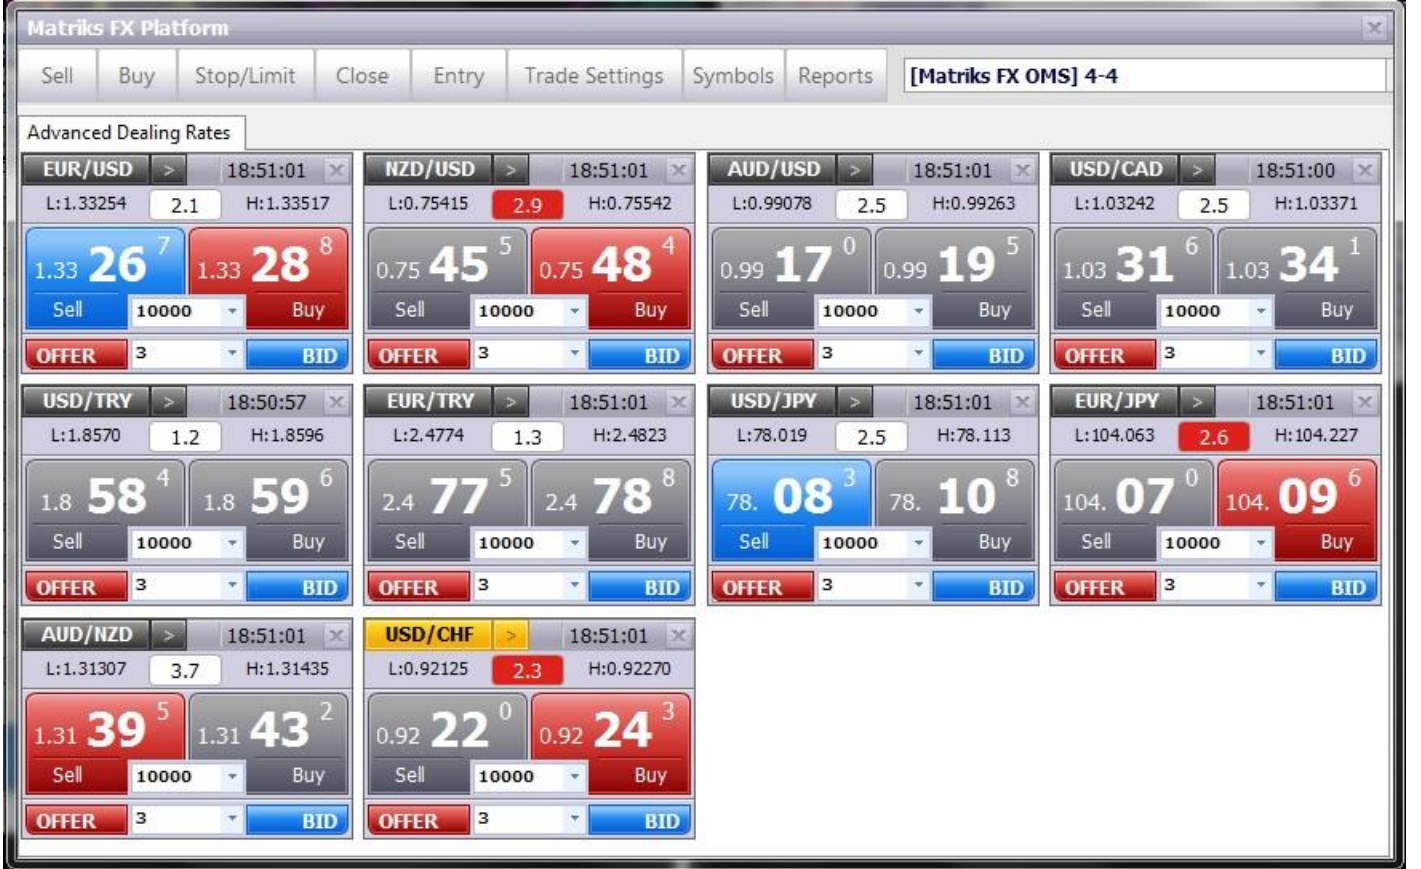 Matriks FX Platform
Sell Buy Stop/Limit Close Entry Trade Settings Symbols Reports [Matriks FX OMS] 4-4
Advanced Dealing Rates
EUR/USD > 18:51:01
L:1.33254 2.1 H:1.33517
1.33 26 7 1.33 28 8
Sell 10000 Buy
OFFER 3 BID
NZD/USD > 18:51:01
L:0.75415 2.9 H:0.75542
0.75 45 5 0.75 48 4
Sell 10000 Buy
OFFER 3 BID
AUD/USD > 18:51:01
L:0.99078 2.5 H:0.99263
0.99 17 0 0.99 19 5
Sell 10000 Buy
OFFER 3 BID
USD/CAD > 18:51:00
L:1.03242 2.5 H:1.03371
1.03 31 6 1.03 34 1
Sell 10000 Buy
OFFER 3 BID
USD/TRY > 18:50:57
L:1.8570 1.2 H:1.8596
1.8 58 4 1.8 59 6
Sell 10000 Buy
OFFER 3 BID
EUR/TRY > 18:51:01
L:2.4774 1.3 H:2.4823
2.4 77 5 2.4 78 8
Sell 10000 Buy
OFFER 3 BID
USD/JPY > 18:51:01
L:78.019 2.5 H:78.113
78. 08 3 78. 10 8
Sell 10000 Buy
OFFER 3 BID
EUR/JPY > 18:51:01
L:104.063 2.6 H:104.227
104. 07 0 104. 09 6
Sell 10000 Buy
OFFER 3 BID
AUD/NZD > 18:51:01
L:1.31307 3.7 H:1.31435
1.31 39 5 1.31 43 2
Sell 10000 Buy
OFFER 3 BID
USD/CHF > 18:51:01
L:0.92125 2.3 H:0.92270
0.92 22 0 0.92 24 3
Sell 10000 Buy
OFFER 3 BID